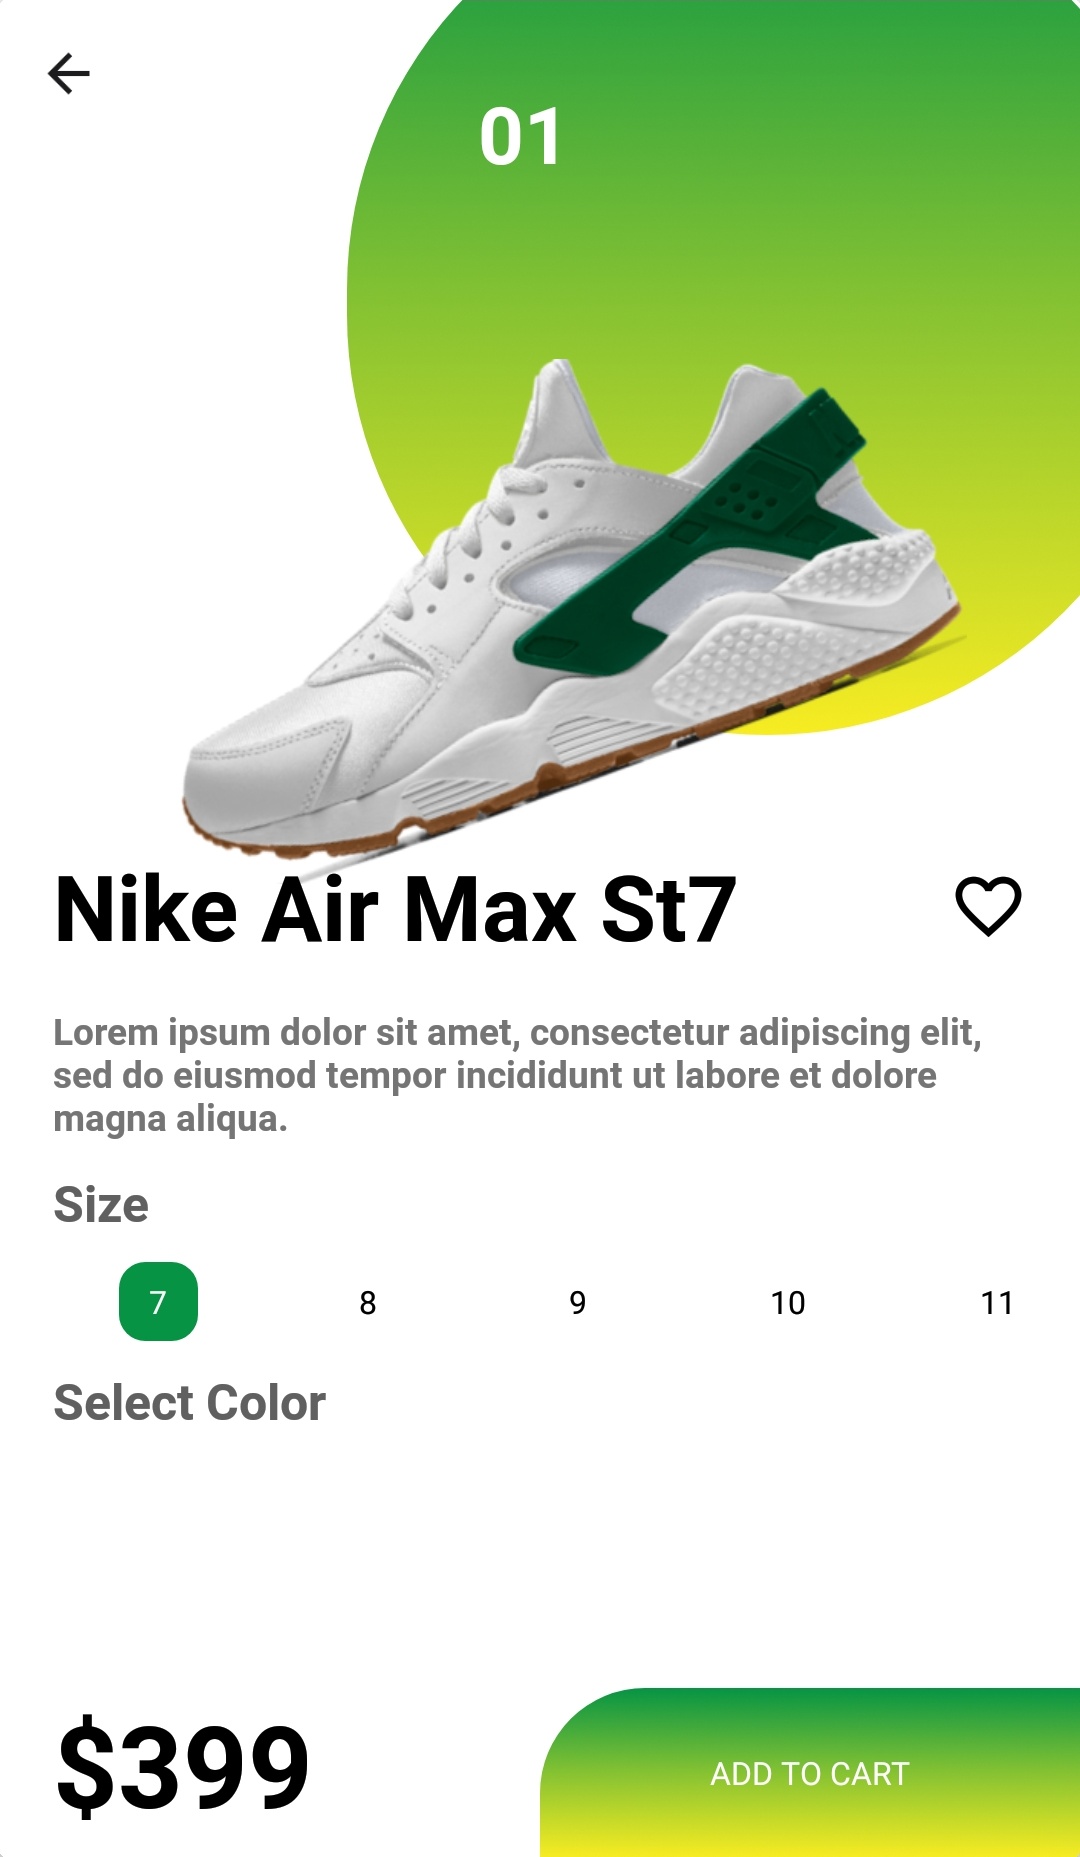 01
Nike Air Max St7
Lorem ipsum dolor sit amet, consectetur adipiscing elit,
sed do eiusmod tempor incididunt ut labore et dolore
magna aliqua.
Size
7 8 9 10 11
Select Color
$399
ADD TO CART